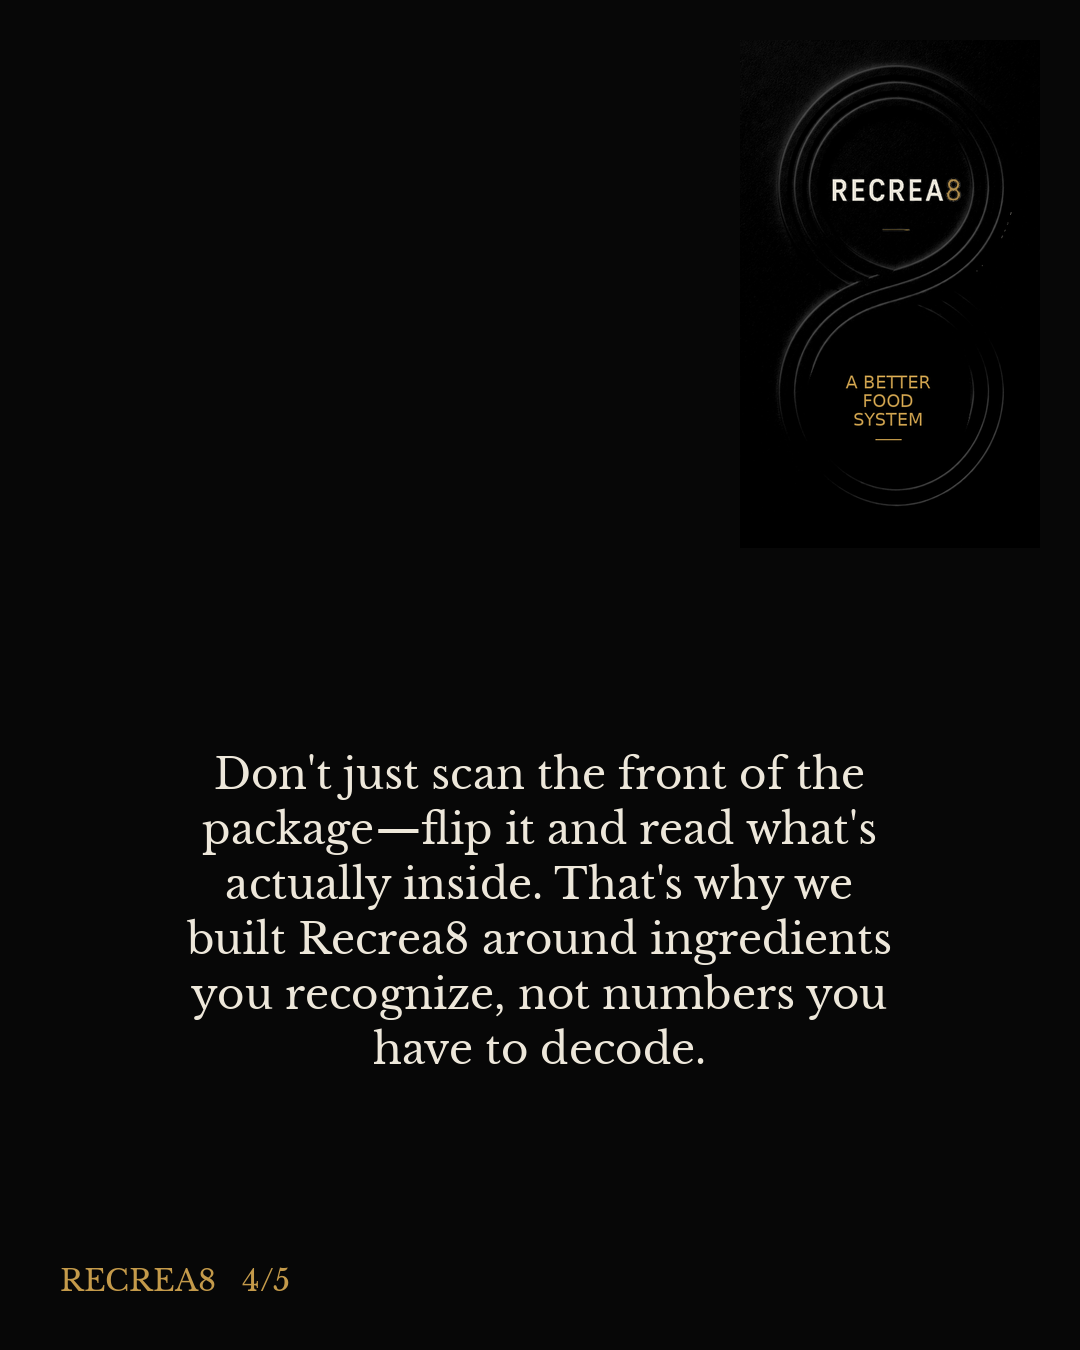 RECREA8
A BETTER
FOOD
SYSTEM
Don't just scan the front of the
package—flip it and read what's
actually inside. That's why we
built Recrea8 around ingredients
you recognize, not numbers you
have to decode.
RECREA8 4/5